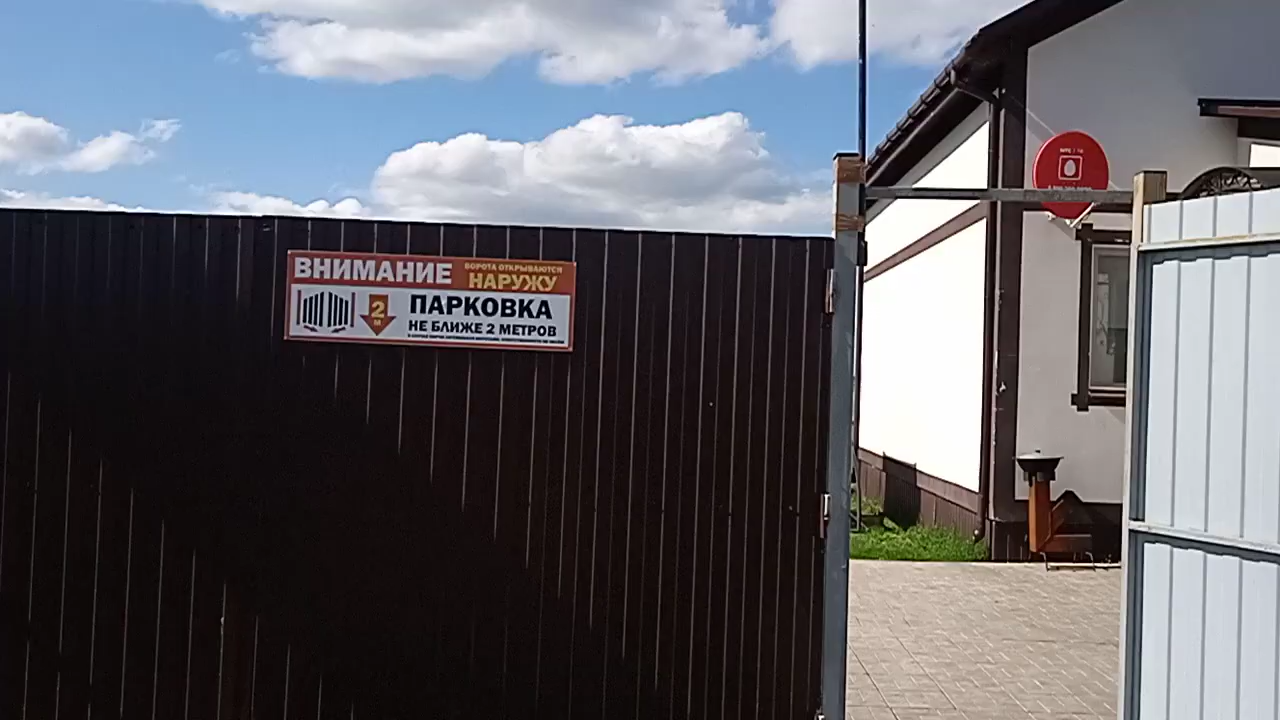 ВНИМАНИЕ
ВОРОТА ОТКРЫВАЮТСЯ
НАРУЖУ
2
М
ПАРКОВКА
НЕ БЛИЖЕ 2 МЕТРОВ